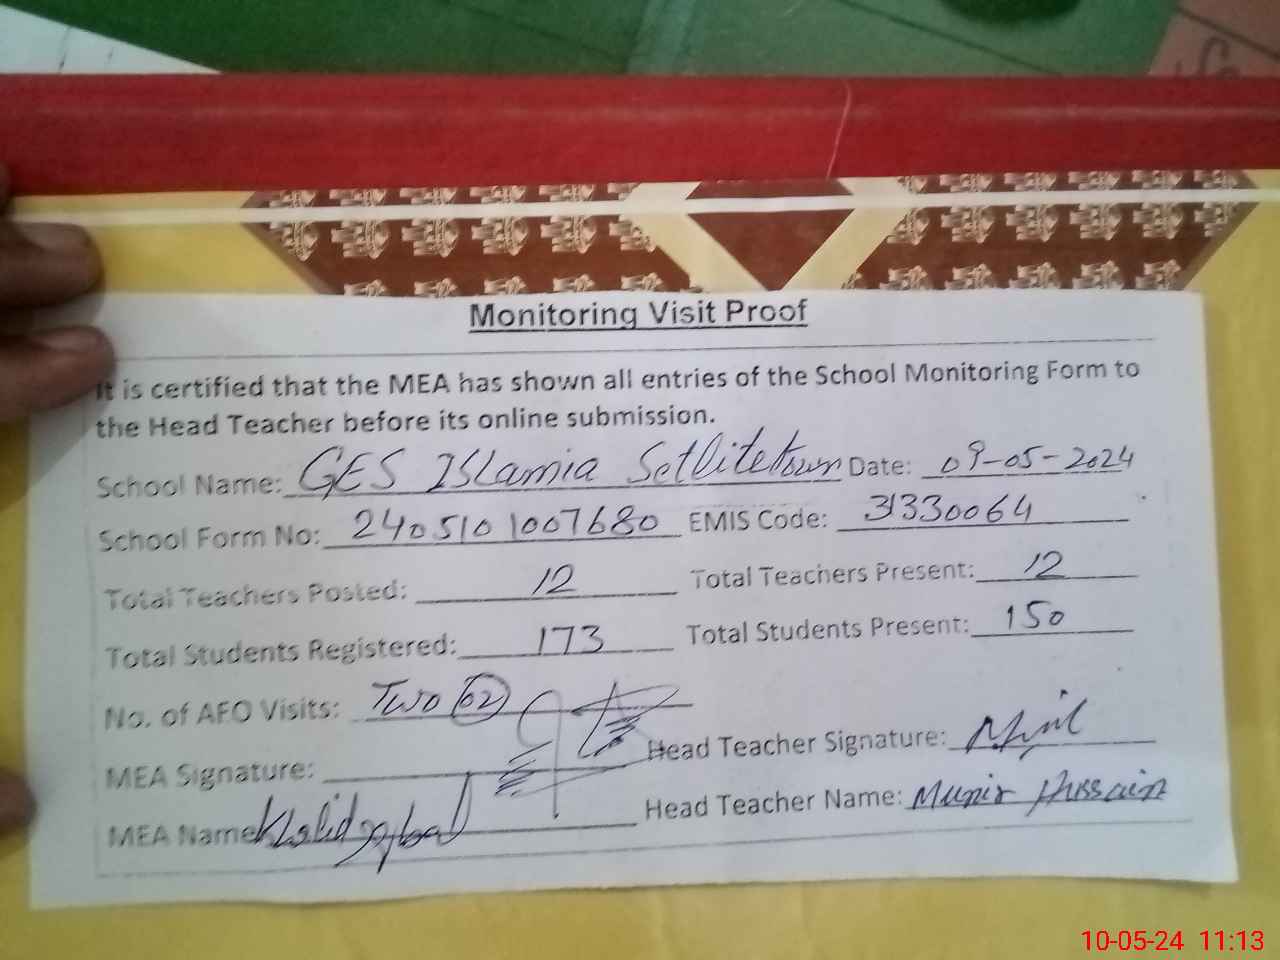 Monitoring Visit Proof
It is certified that the MEA has shown all entries of the School Monitoring Form to
the Head Teacher before its online submission.
School Name: GES Islamia Setlitetown Date: 09-05-2024
School Form No: 2405101007680 EMIS Code: 31330064
Total Teachers Posted: 12 Total Teachers Present: 12
Total Students Registered: 173 Total Students Present: 150
No. of AEO Visits: Two (02)
MEA Signature: Head Teacher Signature:
MEA Name Khalid Iqbal Head Teacher Name: Munir Hussain
10-05-24 11:13